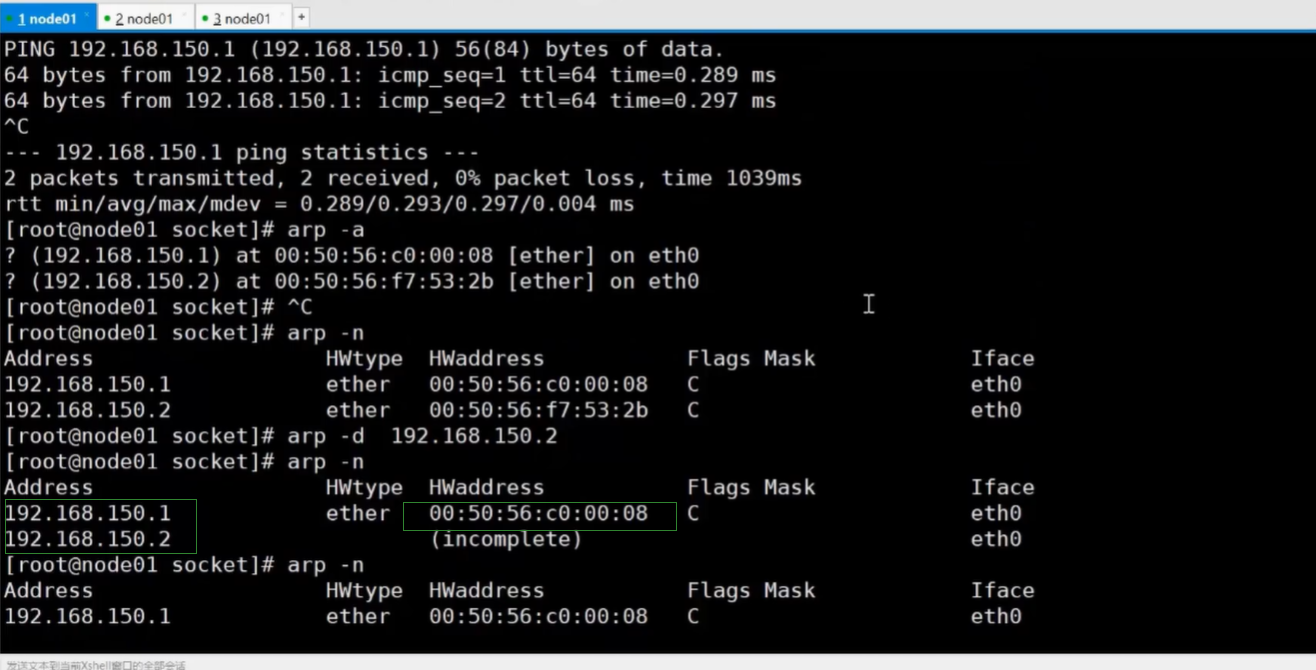 1 node01 2 node01 3 node01 +
PING 192.168.150.1 (192.168.150.1) 56(84) bytes of data.
64 bytes from 192.168.150.1: icmp_seq=1 ttl=64 time=0.289 ms
64 bytes from 192.168.150.1: icmp_seq=2 ttl=64 time=0.297 ms
^C
--- 192.168.150.1 ping statistics ---
2 packets transmitted, 2 received, 0% packet loss, time 1039ms
rtt min/avg/max/mdev = 0.289/0.293/0.297/0.004 ms
[root@node01 socket]# arp -a
? (192.168.150.1) at 00:50:56:c0:00:08 [ether] on eth0
? (192.168.150.2) at 00:50:56:f7:53:2b [ether] on eth0
[root@node01 socket]# ^C
[root@node01 socket]# arp -n
Address HWtype HWaddress Flags Mask Iface
192.168.150.1 ether 00:50:56:c0:00:08 C eth0
192.168.150.2 ether 00:50:56:f7:53:2b C eth0
[root@node01 socket]# arp -d  192.168.150.2
[root@node01 socket]# arp -n
Address HWtype HWaddress Flags Mask Iface
192.168.150.1 ether 00:50:56:c0:00:08 C eth0
192.168.150.2 (incomplete) eth0
[root@node01 socket]# arp -n
Address HWtype HWaddress Flags Mask Iface
192.168.150.1 ether 00:50:56:c0:00:08 C eth0
发送文本到当前Xshell窗口的全部会话